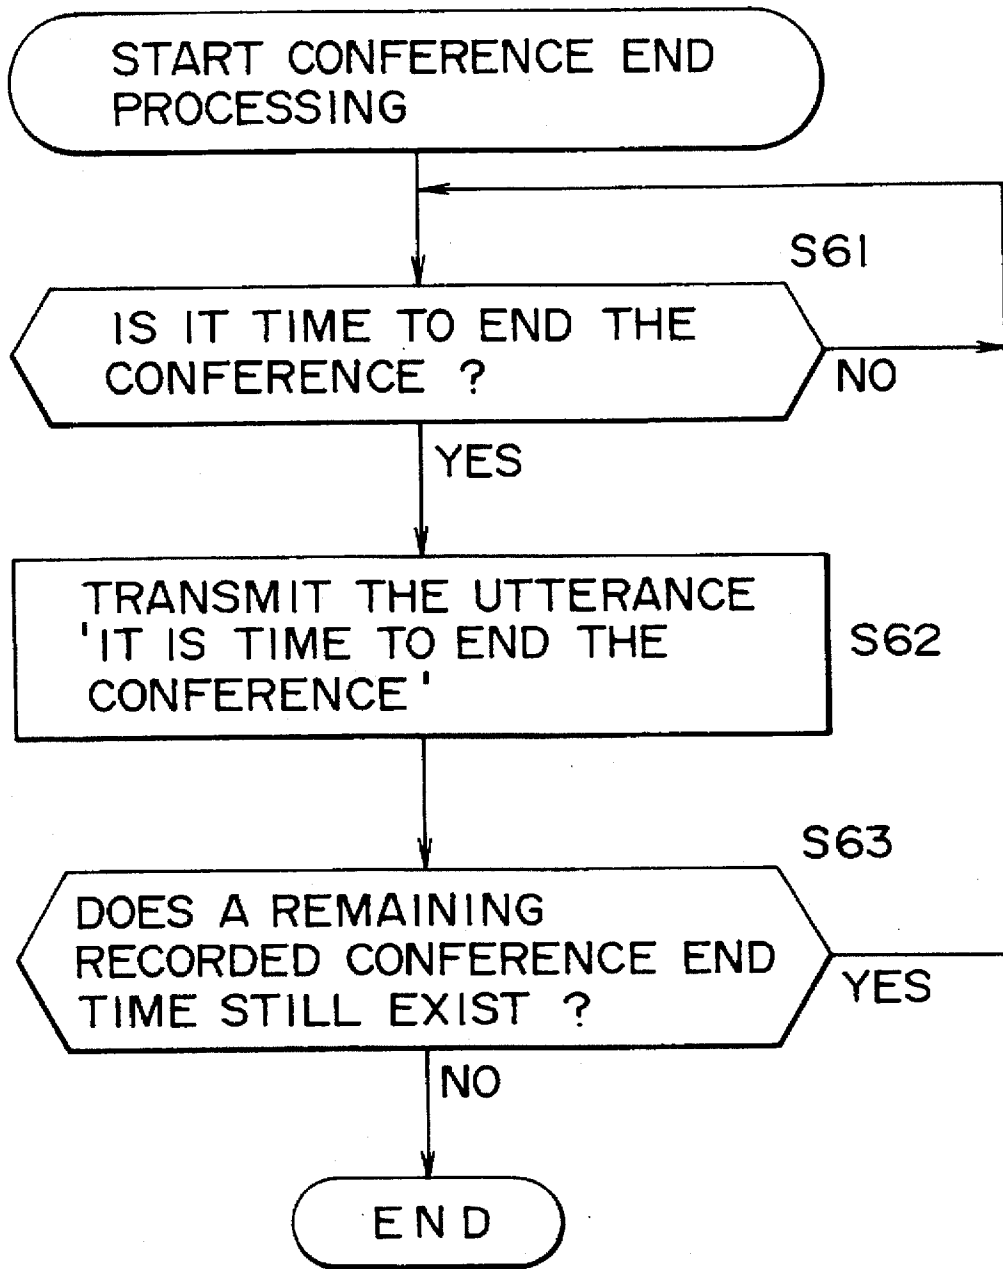 START CONFERENCE END
PROCESSING
S61
IS IT TIME TO END THE
CONFERENCE ?
NO
YES
TRANSMIT THE UTTERANCE
'IT IS TIME TO END THE
CONFERENCE'
S62
S63
DOES A REMAINING
RECORDED CONFERENCE END
TIME STILL EXIST ?
YES
NO
END